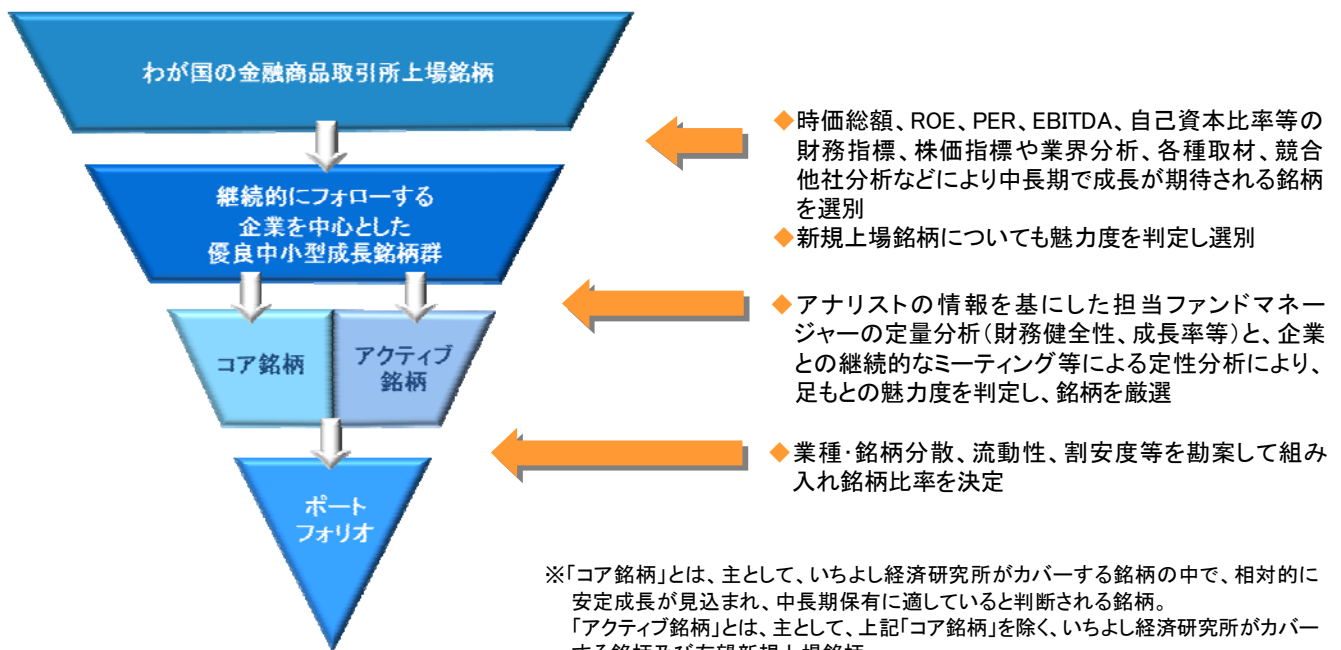 わが国の金融商品取引所上場銘柄
継続的にフォローする
企業を中心とした
優良中小型成長銘柄群
コア銘柄
アクティブ
銘柄
ポート
フォリオ
◆時価総額、ROE、PER、EBITDA、自己資本比率等の
財務指標、株価指標や業界分析、各種取材、競合
他社分析などにより中長期で成長が期待される銘柄
を選別
◆新規上場銘柄についても魅力度を判定し選別
◆アナリストの情報を基にした担当ファンドマネー
ジャーの定量分析(財務健全性、成長率等)と、企業
との継続的なミーティング等による定性分析により、
足もとの魅力度を判定し、銘柄を厳選
◆業種・銘柄分散、流動性、割安度等を勘案して組み
入れ銘柄比率を決定
※「コア銘柄」とは、主として、いちよし経済研究所がカバーする銘柄の中で、相対的に
安定成長が見込まれ、中長期保有に適していると判断される銘柄。
「アクティブ銘柄」とは、主として、上記「コア銘柄」を除く、いちよし経済研究所がカバー
する銘柄及び有望新規上場銘柄